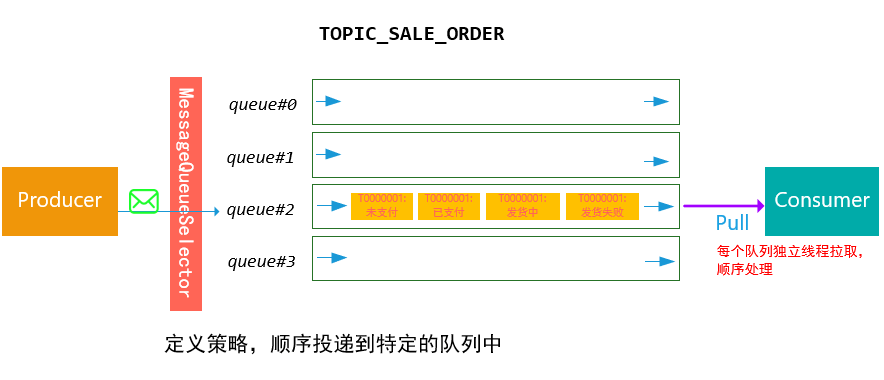 TOPIC_SALE_ORDER
MessageQueueSelector
queue#0
queue#1
Producer
queue#2
T0000001:
未支付
T0000001:
已支付
T0000001:
发货中
T0000001:
发货失败
Pull
Consumer
每个队列独立线程拉取，
顺序处理
queue#3
定义策略，顺序投递到特定的队列中